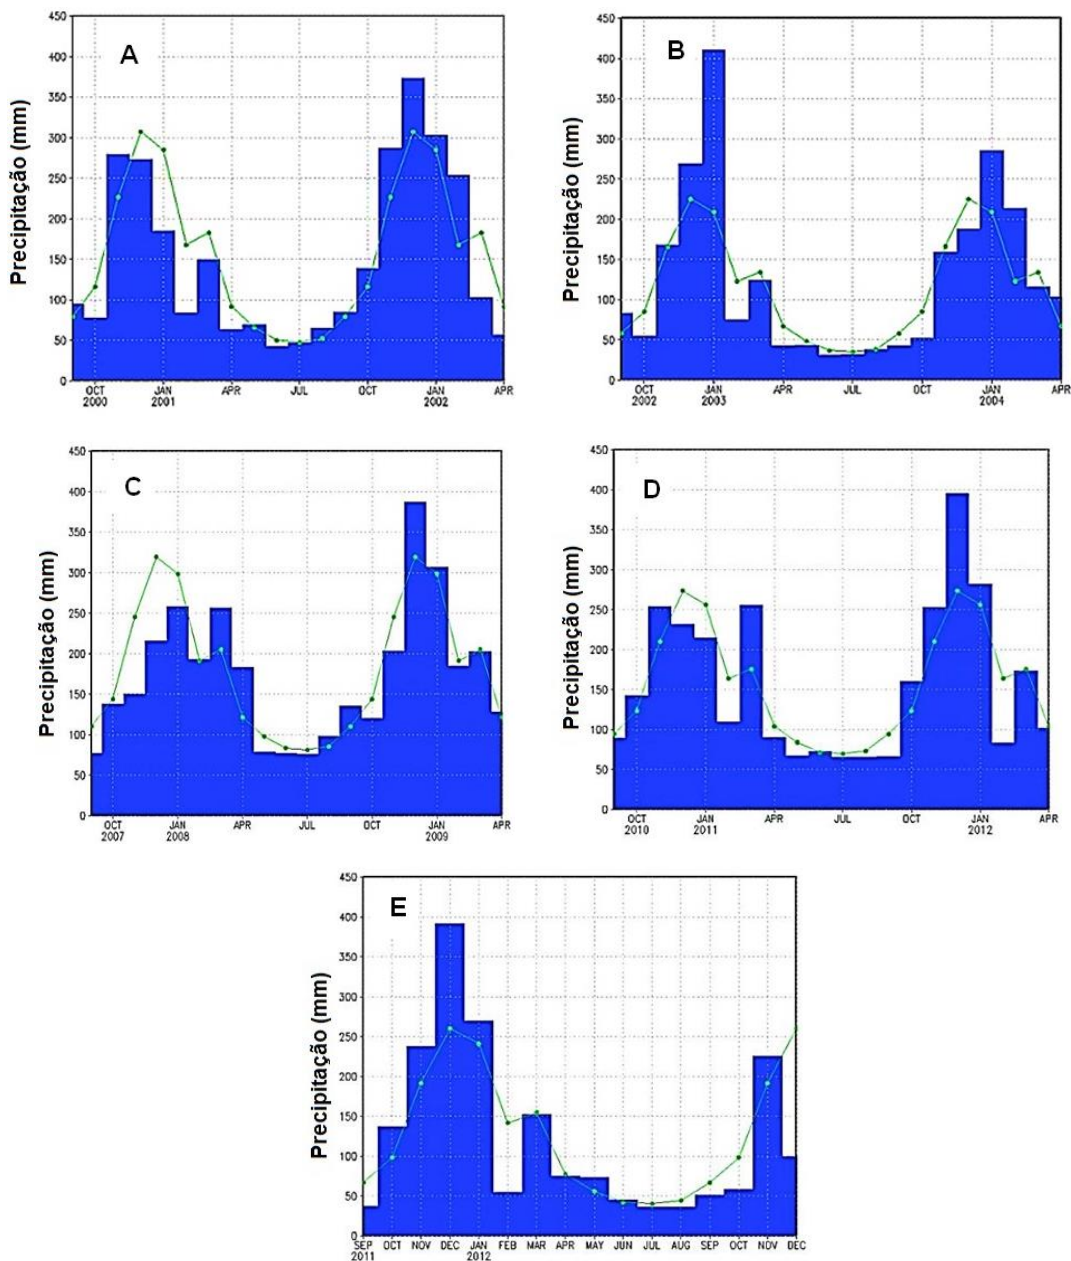 A
Precipitação (mm)
450
400
350
300
250
200
150
100
50
0
OCT JAN APR JUL OCT JAN APR
2000 2001 2002
B
Precipitação (mm)
450
400
350
300
250
200
150
100
50
0
OCT JAN APR JUL OCT JAN APR
2002 2003 2004
C
Precipitação (mm)
450
400
350
300
250
200
150
100
50
0
OCT JAN APR JUL OCT JAN APR
2007 2008 2009
D
Precipitação (mm)
450
400
350
300
250
200
150
100
50
0
OCT JAN APR JUL OCT JAN APR
2010 2011 2012
E
Precipitação (mm)
450
400
350
300
250
200
150
100
50
0
SEP OCT NOV DEC JAN FEB MAR APR MAY JUN JUL AUG SEP OCT NOV DEC
2011 2012